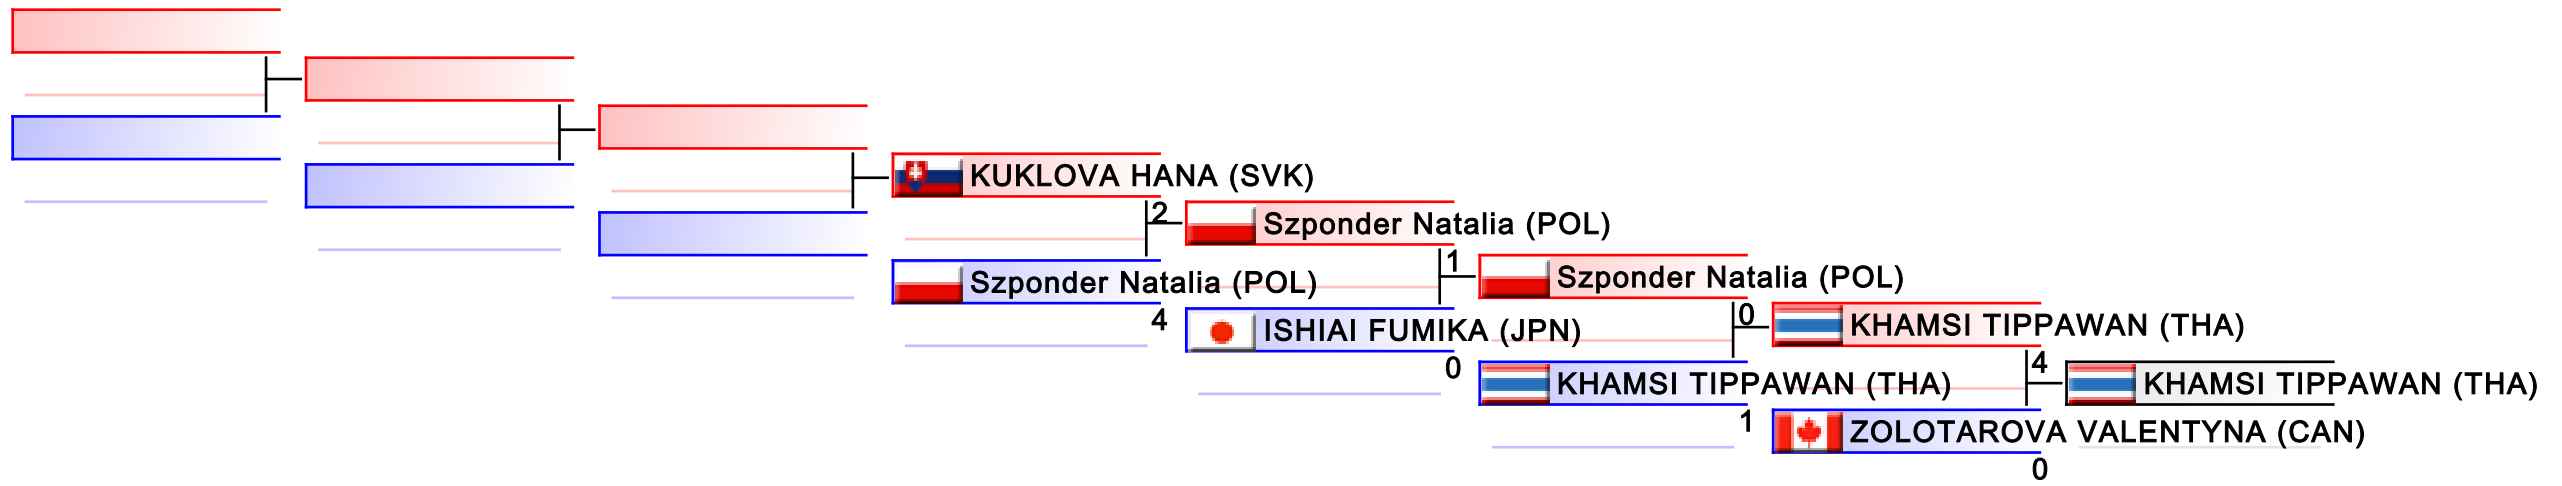 KUKLOVA HANA (SVK)
2
Szponder Natalia (POL)
Szponder Natalia (POL)
4
1
ISHIAI FUMIKA (JPN)
0
Szponder Natalia (POL)
0
KHAMSI TIPPAWAN (THA)
1
KHAMSI TIPPAWAN (THA)
4
ZOLOTAROVA VALENTYNA (CAN)
0
KHAMSI TIPPAWAN (THA)